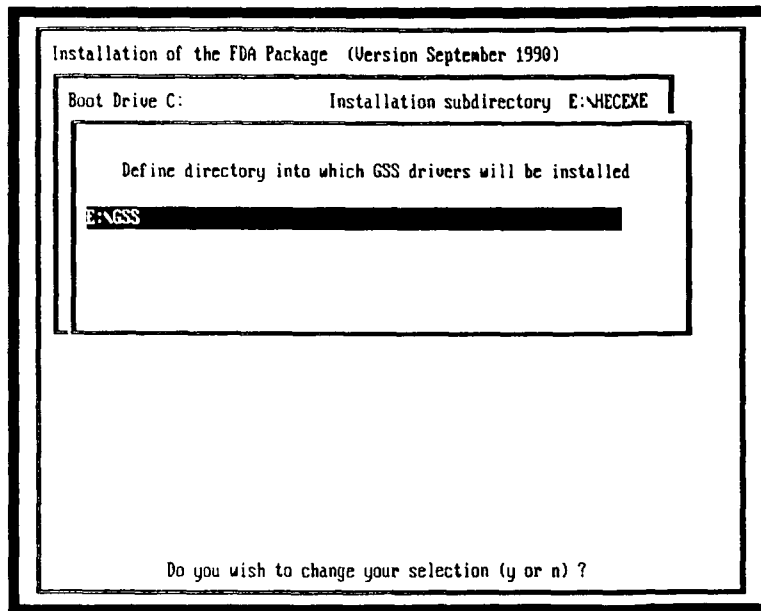 Installation of the FDA Package (Version September 1990)
Boot Drive C: Installation subdirectory E:\HECEXE
Define directory into which GSS drivers will be installed
E:\GSS
Do you wish to change your selection (y or n) ?